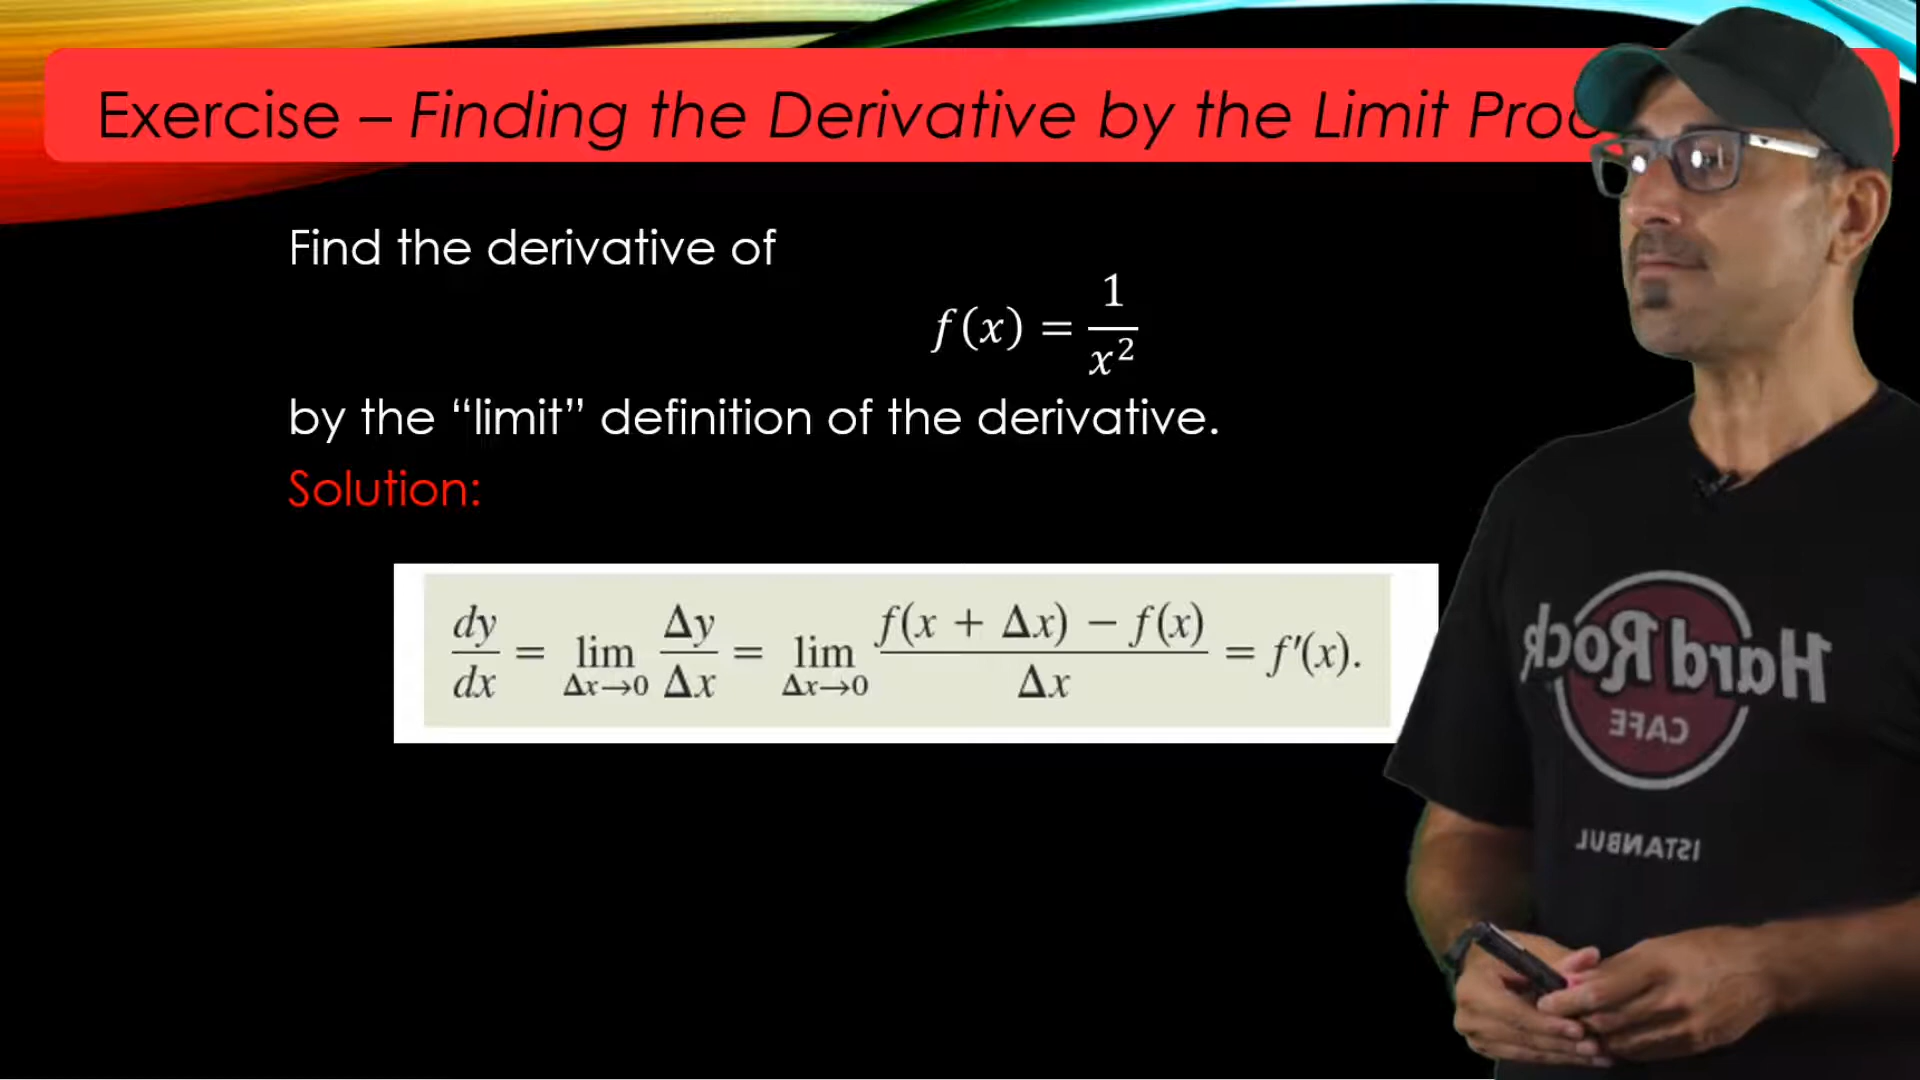 Exercise – Finding the Derivative by the Limit
Find the derivative of
f(x) = 1/x²
by the “limit” definition of the derivative.
Solution:
dy/dx = lim Δx→0 Δy/Δx = lim Δx→0 (f(x + Δx) − f(x))/Δx = f′(x).
Hard Rock
CAFE
ISTANBUL